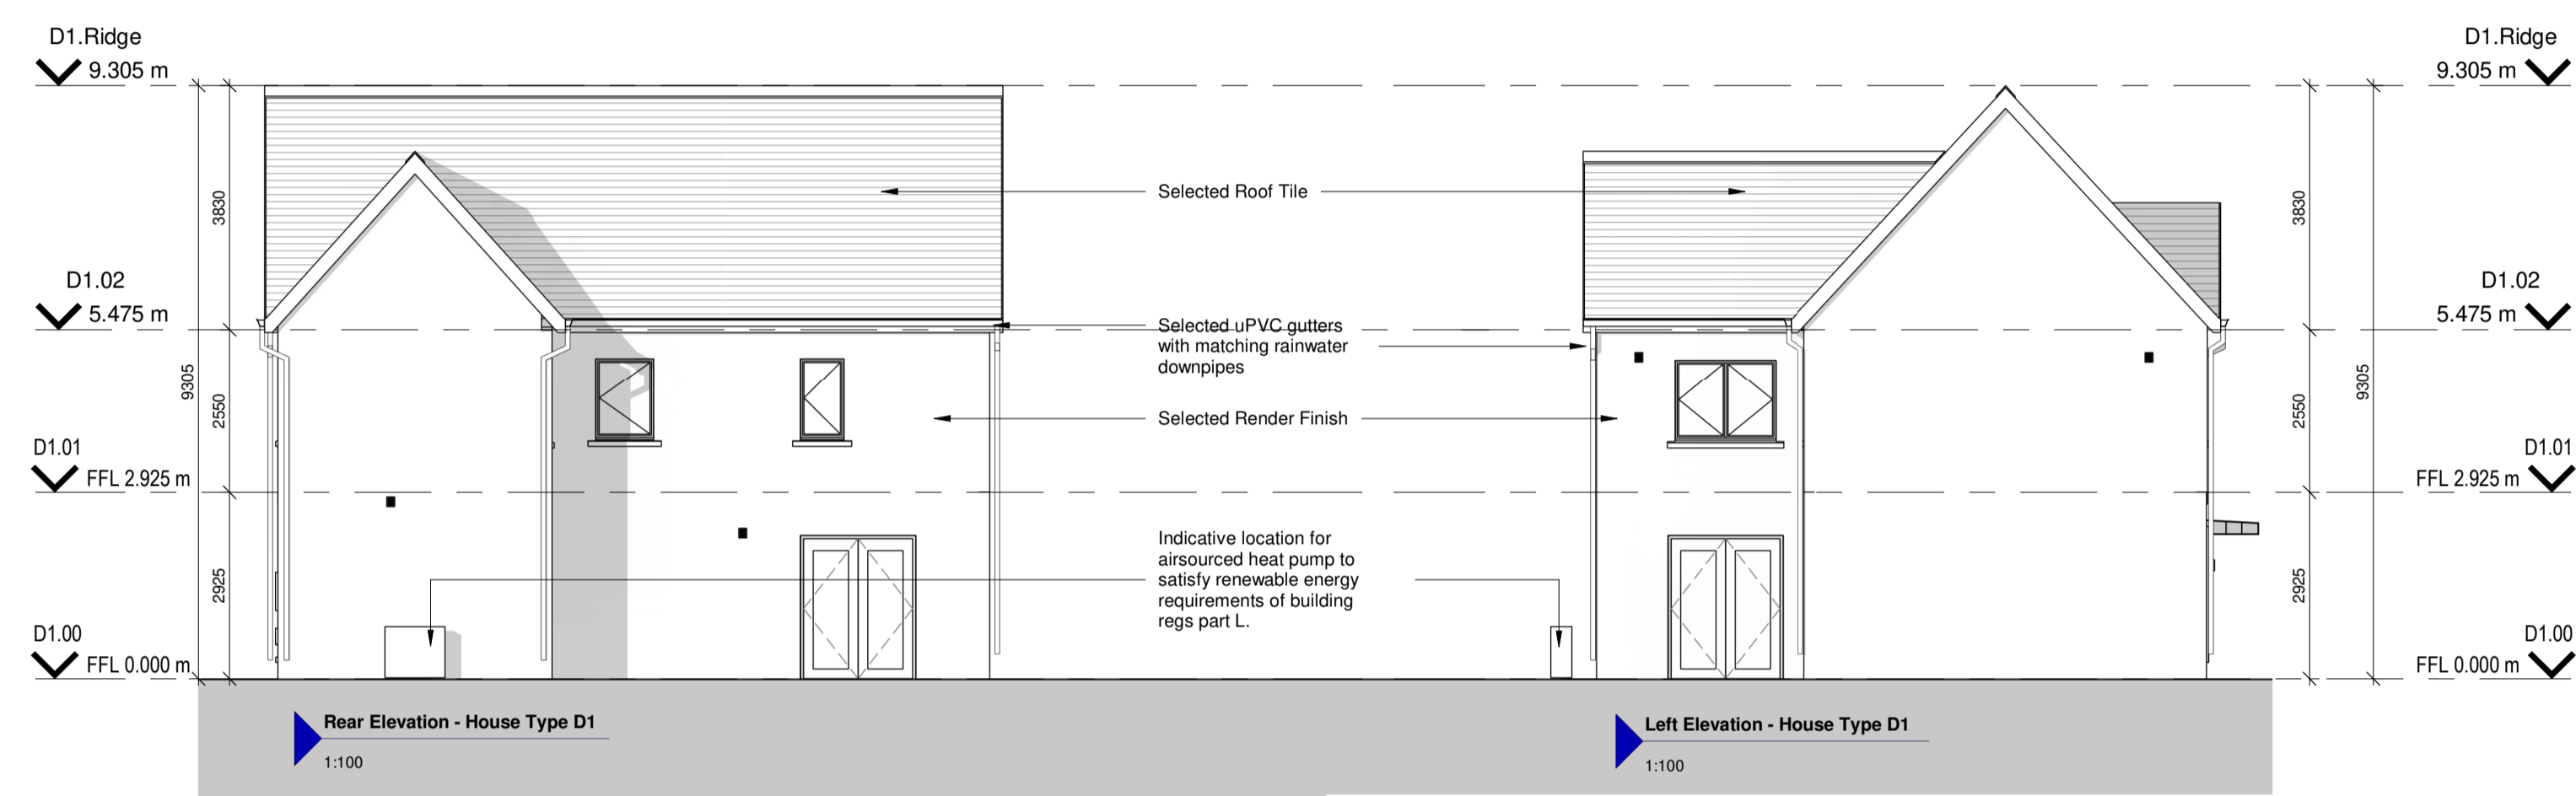 D1.Ridge
9.305 m
D1.02
5.475 m
D1.01
FFL 2.925 m
D1.00
FFL 0.000 m
9305
3830
2550
2925
Selected Roof Tile
Selected uPVC gutters
with matching rainwater
downpipes
Selected Render Finish
Indicative location for
airsourced heat pump to
satisfy renewable energy
requirements of building
regs part L.
3830
2550
2925
9305
D1.Ridge
9.305 m
D1.02
5.475 m
D1.01
FFL 2.925 m
D1.00
FFL 0.000 m
Rear Elevation - House Type D1
1:100
Left Elevation - House Type D1
1:100